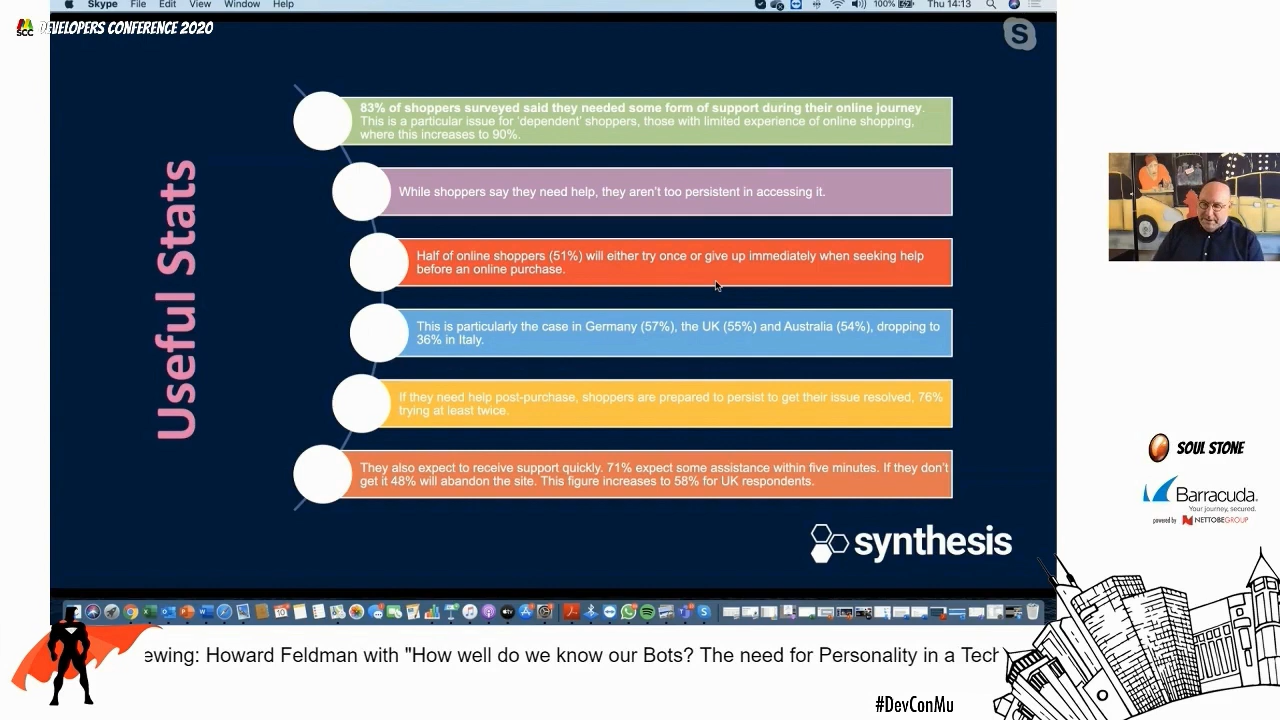 Skype File Edit View Window Help
100% Thu 14:13
SCC
DEVELOPERS CONFERENCE 2020
S
Useful Stats
83% of shoppers surveyed said they needed some form of support during their online journey.
This is a particular issue for 'dependent' shoppers, those with limited experience of online shopping,
where this increases to 90%.
While shoppers say they need help, they aren't too persistent in accessing it.
Half of online shoppers (51%) will either try once or give up immediately when seeking help
before an online purchase.
This is particularly the case in Germany (57%), the UK (55%) and Australia (54%), dropping to
36% in Italy.
If they need help post-purchase, shoppers are prepared to persist to get their issue resolved, 76%
trying at least twice.
They also expect to receive support quickly. 71% expect some assistance within five minutes. If they don't
get it 48% will abandon the site. This figure increases to 58% for UK respondents.
synthesis
SOUL STONE
Barracuda.
Your journey, secured.
powered by NETTOBEGROUP
ewing: Howard Feldman with "How well do we know our Bots? The need for Personality in a Tech
#DevConMu